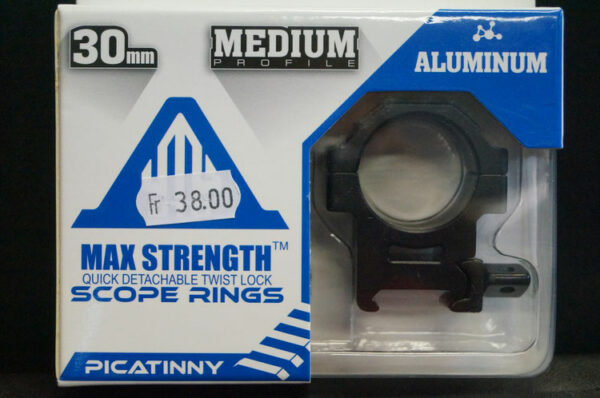 30mm
MEDIUM
PROFILE
ALUMINUM
Fr 38.00
MAX STRENGTH™
QUICK DETACHABLE TWIST LOCK
SCOPE RINGS
PICATINNY